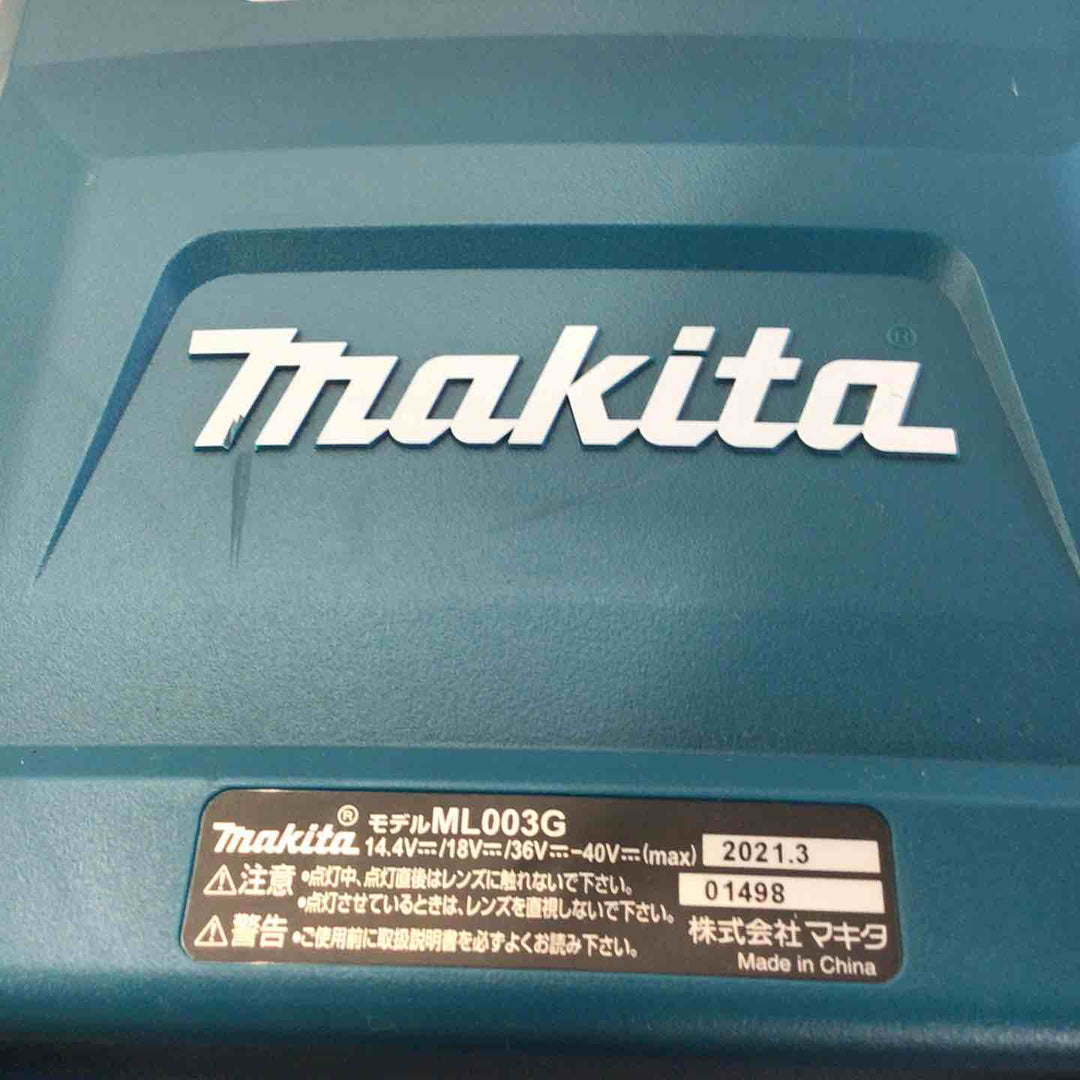 makita®
makita® モデルML003G
14.4V⎓/18V⎓/36V⎓-40V⎓(max) 2021.3
⚠注意 •点灯中、点灯直後はレンズに触れないで下さい。 01498
•点灯させているときは、レンズを直視しないで下さい。
⚠警告 •ご使用前に取扱説明書を必ずよくお読み下さい。 株式会社マキタ
Made in China